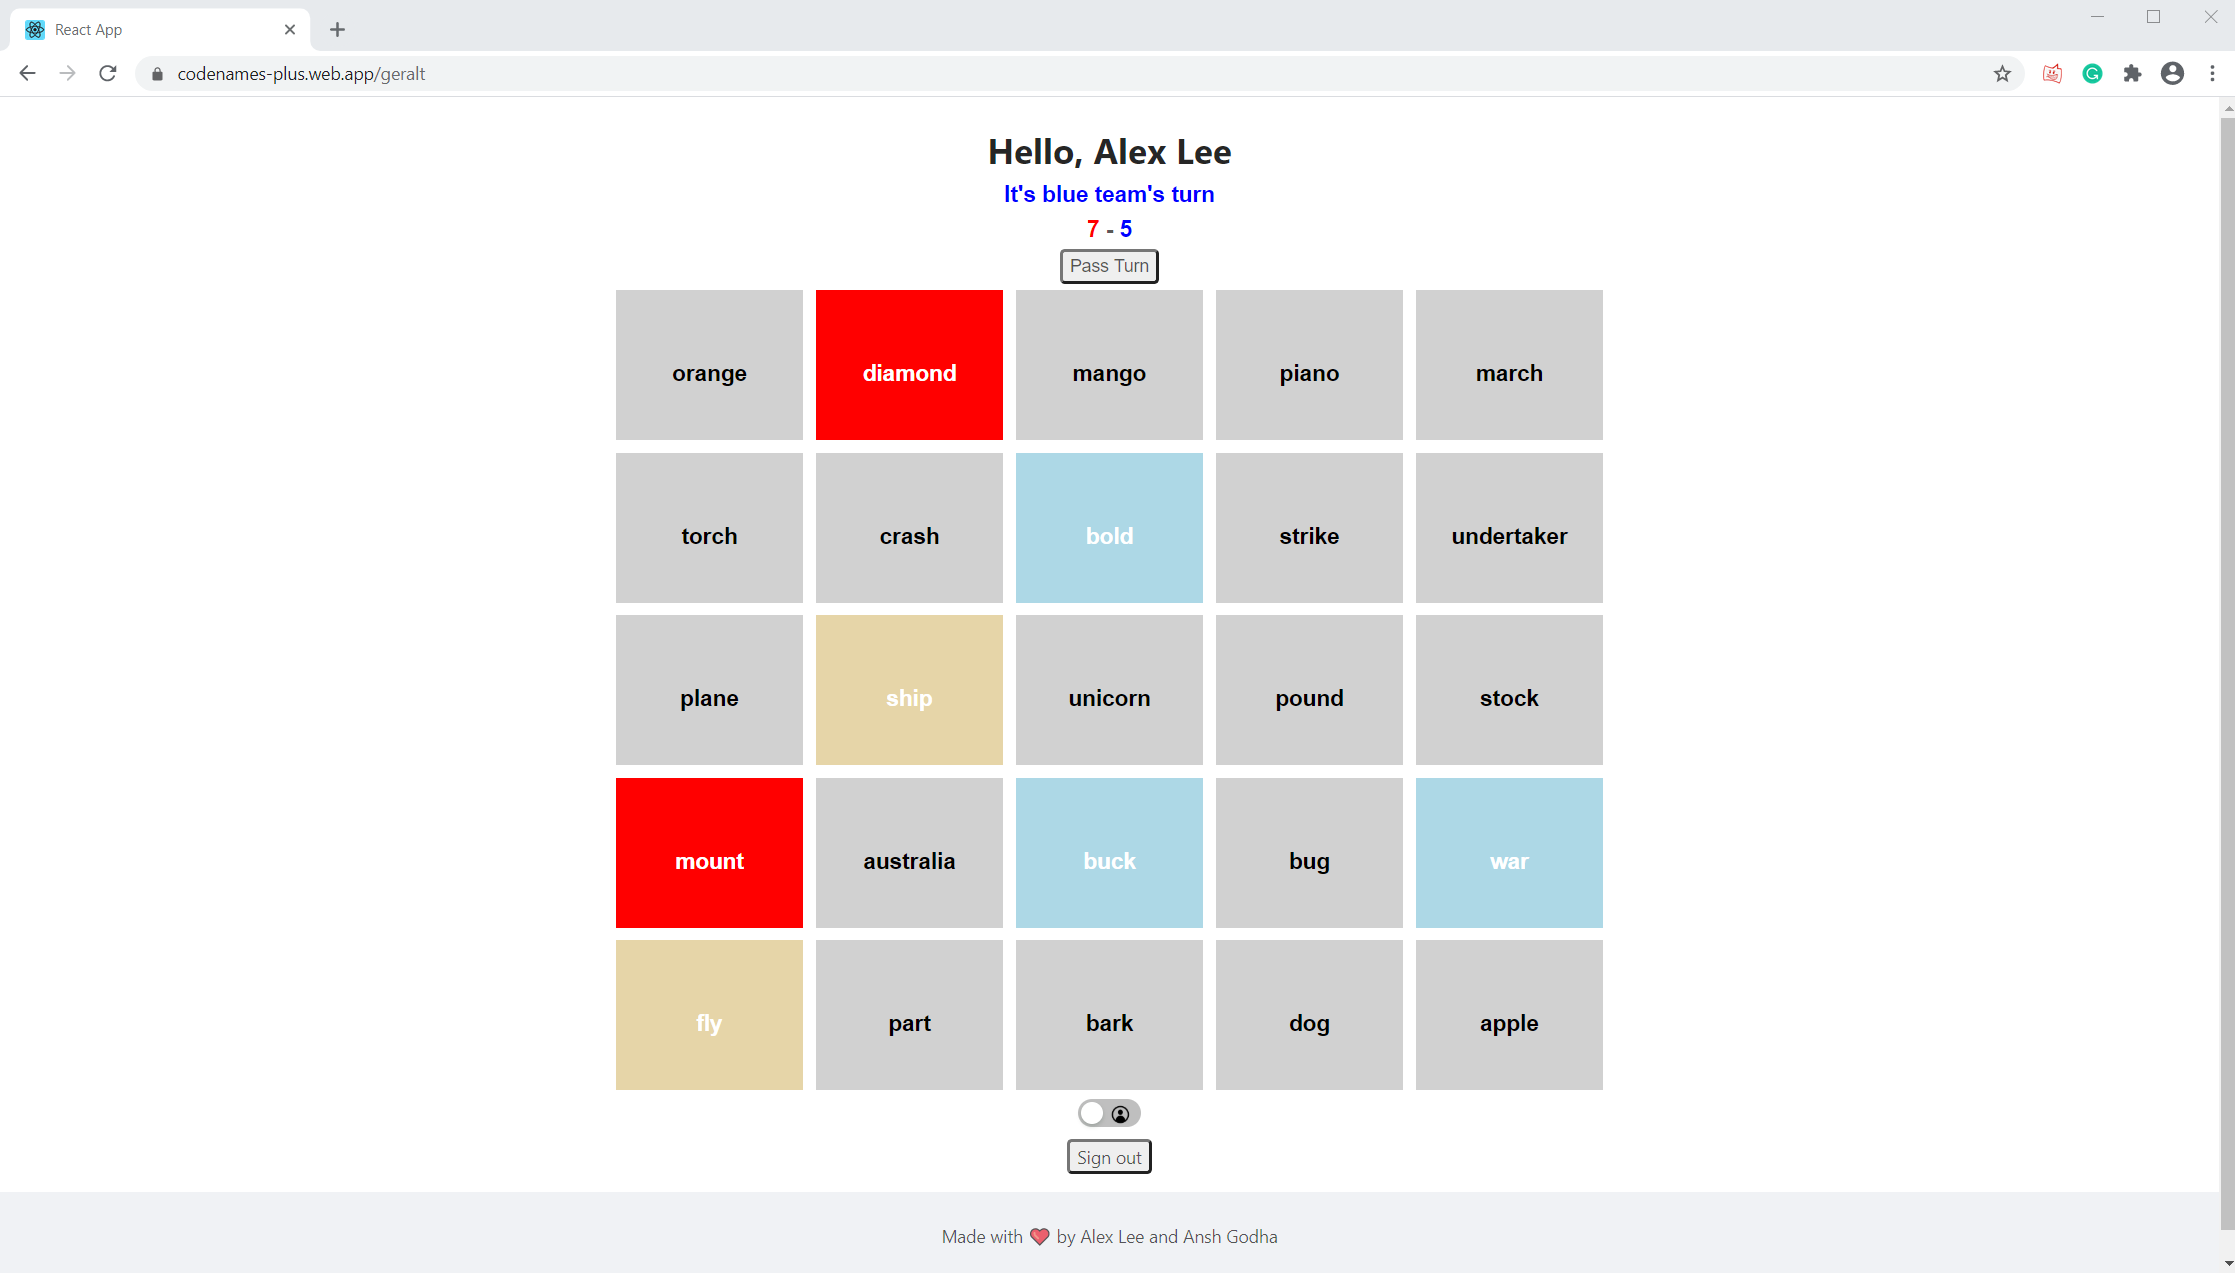 React App
codenames-plus.web.app/geralt
Hello, Alex Lee
It's blue team's turn
7 - 5
Pass Turn
orange diamond mango piano march
torch crash bold strike undertaker
plane ship unicorn pound stock
mount australia buck bug war
fly part bark dog apple
Sign out
Made with ❤️ by Alex Lee and Ansh Godha